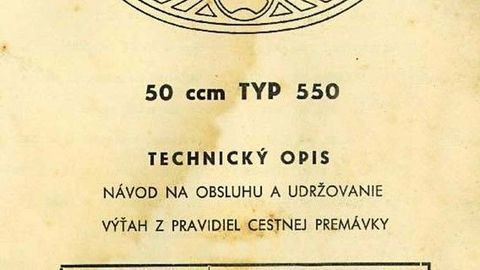 50 ccm TYP 550
TECHNICKÝ OPIS
NÁVOD NA OBSLUHU A UDRŽOVANIE
VÝŤAH Z PRAVIDIEL CESTNEJ PREMÁVKY